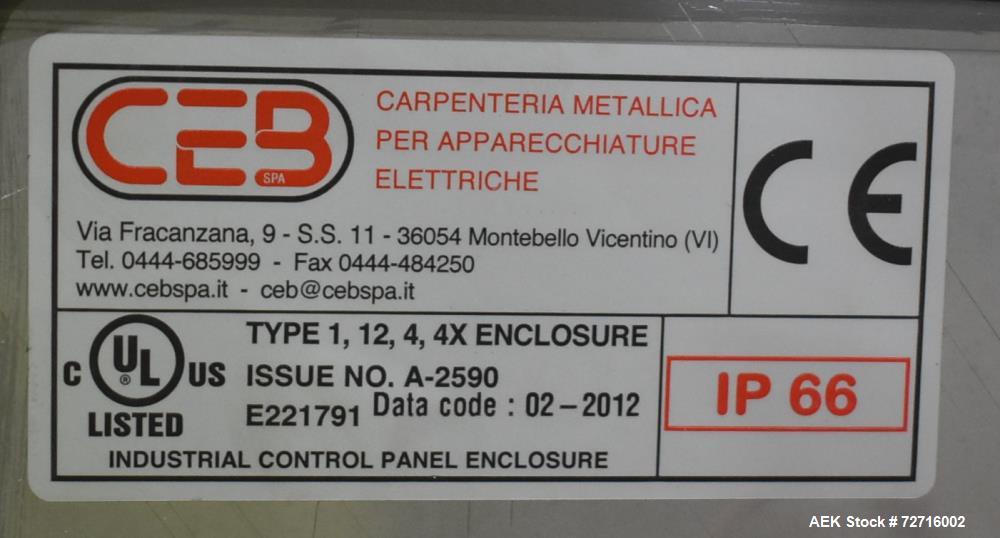 CEB
SPA
CARPENTERIA METALLICA
PER APPARECCHIATURE
ELETTRICHE
Via Fracanzana, 9 - S.S. 11 - 36054 Montebello Vicentino (VI)
Tel. 0444-685999 - Fax 0444-484250
www.cebspa.it - ceb@cebspa.it
CE
C UL ® US
LISTED
TYPE 1, 12, 4, 4X ENCLOSURE
ISSUE NO. A-2590
E221791 Data code : 02-2012
INDUSTRIAL CONTROL PANEL ENCLOSURE
IP 66
AEK Stock # 72716002